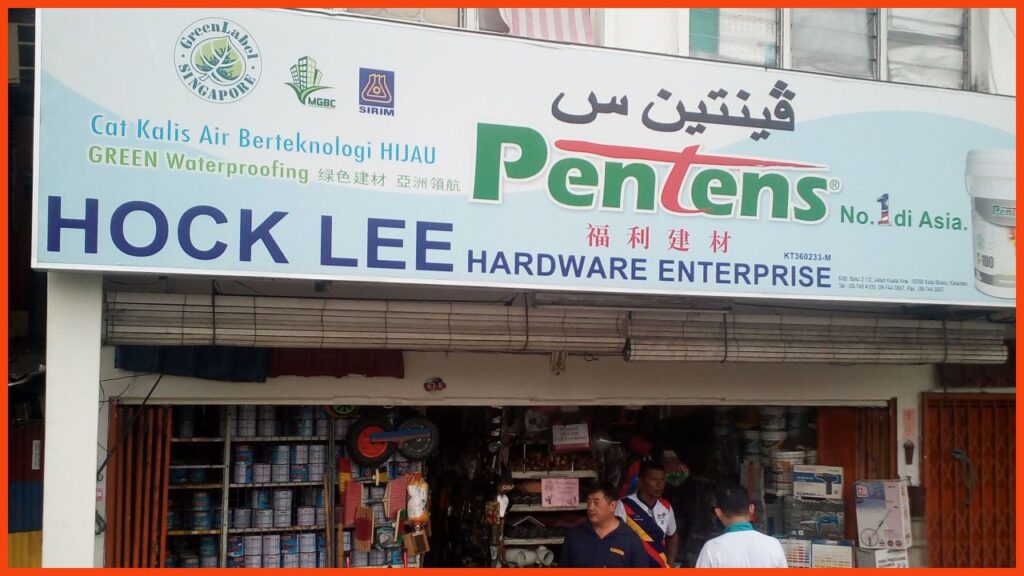 GreenLabel
SINGAPORE
MGBC
SIRIM
Cat Kalis Air Berteknologi HIJAU
GREEN Waterproofing 绿色建材 亞洲領航
ڤينتين س
Pentens®
No.1 di Asia.
福利建材
KT360233-M
HOCK LEE HARDWARE ENTERPRISE